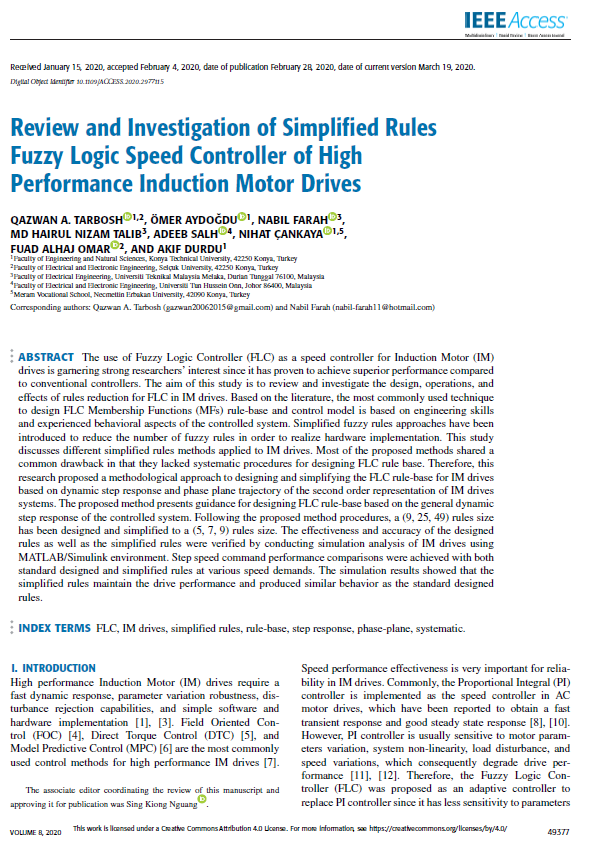 IEEE Access
Multidisciplinary | Rapid Review | Open Access Journal
Received January 15, 2020, accepted February 4, 2020, date of publication February 28, 2020, date of current version March 19, 2020.
Digital Object Identifier 10.1109/ACCESS.2020.2977115
Review and Investigation of Simplified Rules
Fuzzy Logic Speed Controller of High
Performance Induction Motor Drives
QAZWAN A. TARBOSH 1,2, ÖMER AYDOĞDU 1, NABIL FARAH 3,
MD HAIRUL NIZAM TALIB3, ADEEB SALH 4, NIHAT ÇANKAYA 1,5,
FUAD ALHAJ OMAR 2, AND AKIF DURDU1
1Faculty of Engineering and Natural Sciences, Konya Technical University, 42250 Konya, Turkey
2Faculty of Electrical and Electronic Engineering, Selçuk University, 42250 Konya, Turkey
3Faculty of Electrical Engineering, Universiti Teknikal Malaysia Melaka, Durian Tunggal 76100, Malaysia
4Faculty of Electrical and Electronic Engineering, Universiti Tun Hussein Onn, Johor 86400, Malaysia
5Meram Vocational School, Necmettin Erbakan University, 42090 Konya, Turkey
Corresponding authors: Qazwan A. Tarbosh (gazwan20062015@gmail.com) and Nabil Farah (nabil-farah11@hotmail.com)
ABSTRACT The use of Fuzzy Logic Controller (FLC) as a speed controller for Induction Motor (IM)
drives is garnering strong researchers' interest since it has proven to achieve superior performance compared
to conventional controllers. The aim of this study is to review and investigate the design, operations, and
effects of rules reduction for FLC in IM drives. Based on the literature, the most commonly used technique
to design FLC Membership Functions (MFs) rule-base and control model is based on engineering skills
and experienced behavioral aspects of the controlled system. Simplified fuzzy rules approaches have been
introduced to reduce the number of fuzzy rules in order to realize hardware implementation. This study
discusses different simplified rules methods applied to IM drives. Most of the proposed methods shared a
common drawback in that they lacked systematic procedures for designing FLC rule base. Therefore, this
research proposed a methodological approach to designing and simplifying the FLC rule-base for IM drives
based on dynamic step response and phase plane trajectory of the second order representation of IM drives
systems. The proposed method presents guidance for designing FLC rule-base based on the general dynamic
step response of the controlled system. Following the proposed method procedures, a (9, 25, 49) rules size
has been designed and simplified to a (5, 7, 9) rules size. The effectiveness and accuracy of the designed
rules as well as the simplified rules were verified by conducting simulation analysis of IM drives using
MATLAB/Simulink environment. Step speed command performance comparisons were achieved with both
standard designed and simplified rules at various speed demands. The simulation results showed that the
simplified rules maintain the drive performance and produced similar behavior as the standard designed
rules.
INDEX TERMS FLC, IM drives, simplified rules, rule-base, step response, phase-plane, systematic.
I. INTRODUCTION
High performance Induction Motor (IM) drives require a
fast dynamic response, parameter variation robustness, dis-
turbance rejection capabilities, and simple software and
hardware implementation [1], [3]. Field Oriented Con-
trol (FOC) [4], Direct Torque Control (DTC) [5], and
Model Predictive Control (MPC) [6] are the most commonly
used control methods for high performance IM drives [7].
The associate editor coordinating the review of this manuscript and
approving it for publication was Sing Kiong Nguang .
Speed performance effectiveness is very important for relia-
bility in IM drives. Commonly, the Proportional Integral (PI)
controller is implemented as the speed controller in AC
motor drives, which have been reported to obtain a fast
transient response and good steady state response [8], [10].
However, PI controller is usually sensitive to motor param-
eters variation, system non-linearity, load disturbance, and
speed variations, which consequently degrade drive per-
formance [11], [12]. Therefore, the Fuzzy Logic Con-
troller (FLC) was proposed as an adaptive controller to
replace PI controller since it has less sensitivity to parameters
VOLUME 8, 2020
This work is licensed under a Creative Commons Attribution 4.0 License. For more information, see https://creativecommons.org/licenses/by/4.0/
49377